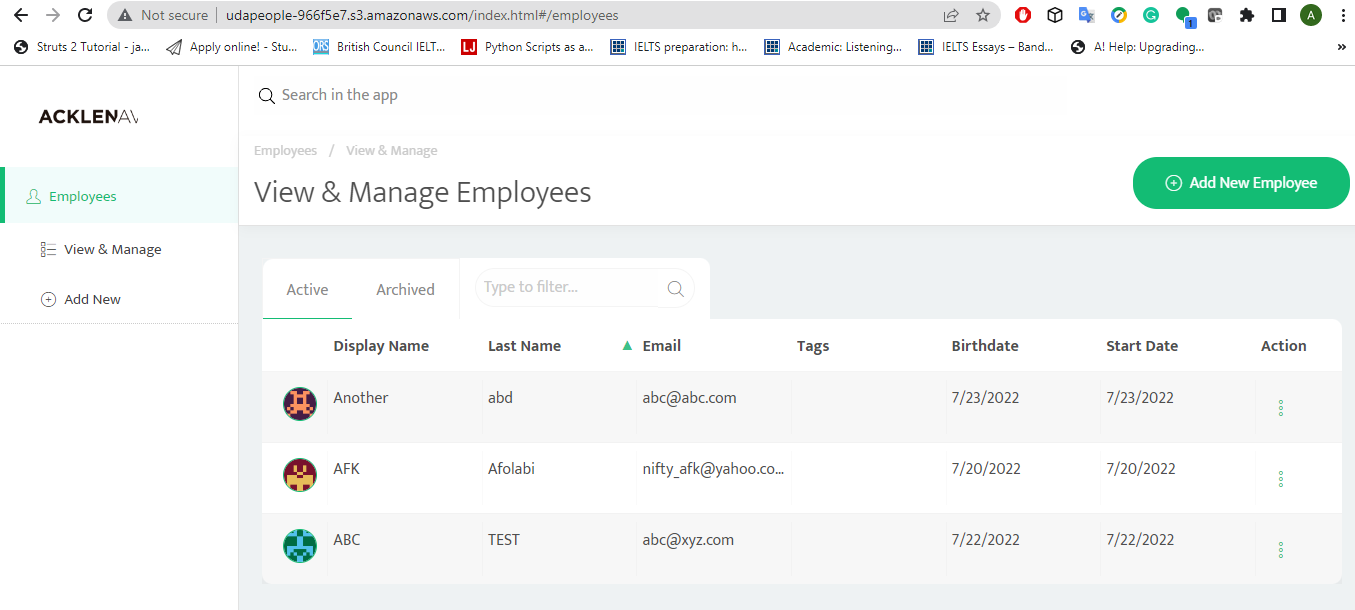 Not secure | udapeople-966f5e7.s3.amazonaws.com/index.html#/employees
1
A
Struts 2 Tutorial - ja...
Apply online! - Stu...
ORS British Council IELT...
LJ Python Scripts as a...
IELTS preparation: h...
Academic: Listening...
IELTS Essays – Band...
A! Help: Upgrading...
»
ACKLENAV
Search in the app
Employees / View & Manage
View & Manage Employees
Add New Employee
Employees
View & Manage
Add New
Active Archived Type to filter...
Display Name Last Name ▲ Email Tags Birthdate Start Date Action
Another abd abc@abc.com 7/23/2022 7/23/2022
AFK Afolabi nifty_afk@yahoo.co... 7/20/2022 7/20/2022
ABC TEST abc@xyz.com 7/22/2022 7/22/2022